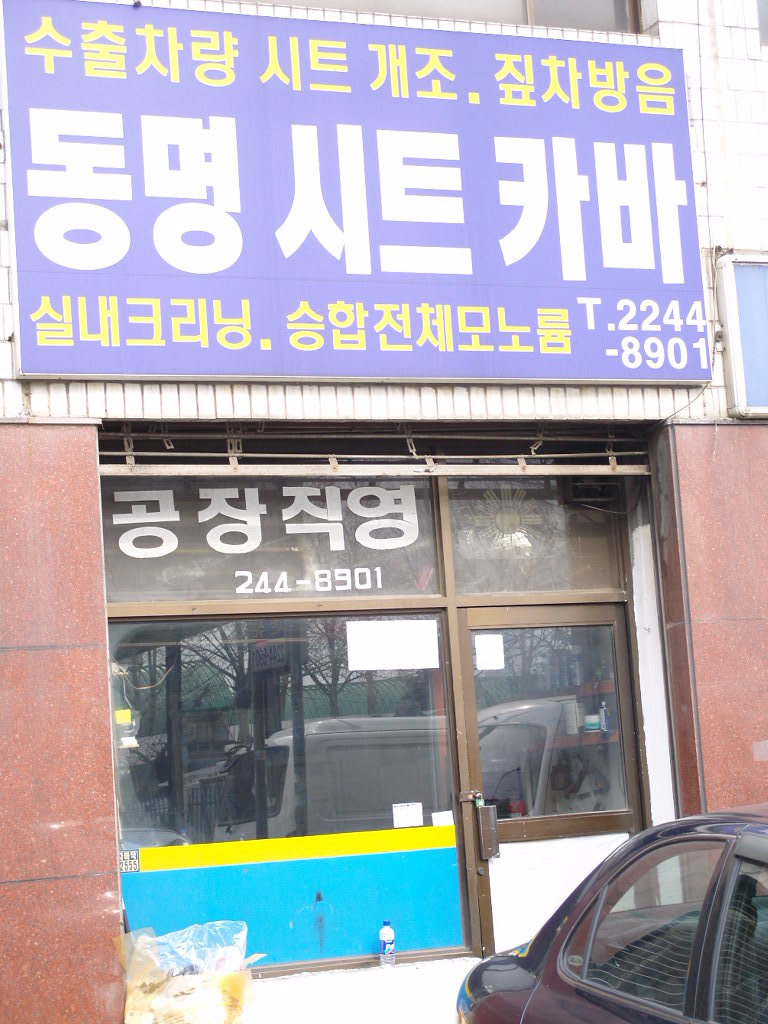 수출차량 시트 개조. 짚차방음
동명 시트 카바
실내크리닝. 승합전체모노륨 T.2244
-8901
공장직영
244-8901
2555